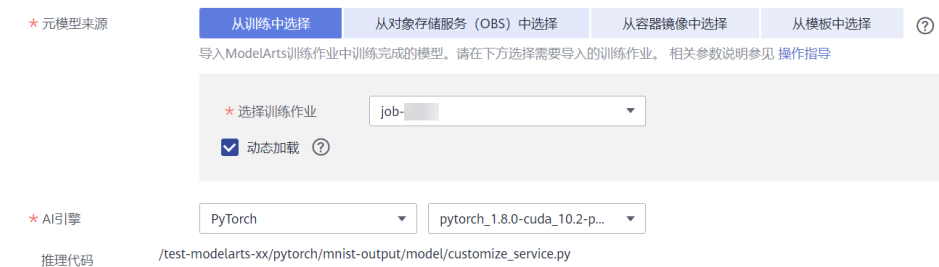 * 元模型来源 从训练中选择 从对象存储服务（OBS）中选择 从容器镜像中选择 从模板中选择 ?
导入ModelArts训练作业中训练完成的模型。请在下方选择需要导入的训练作业。 相关参数说明参见 操作指导
* 选择训练作业 job-
动态加载 ?
* AI引擎 PyTorch pytorch_1.8.0-cuda_10.2-p...
推理代码 /test-modelarts-xx/pytorch/mnist-output/model/customize_service.py